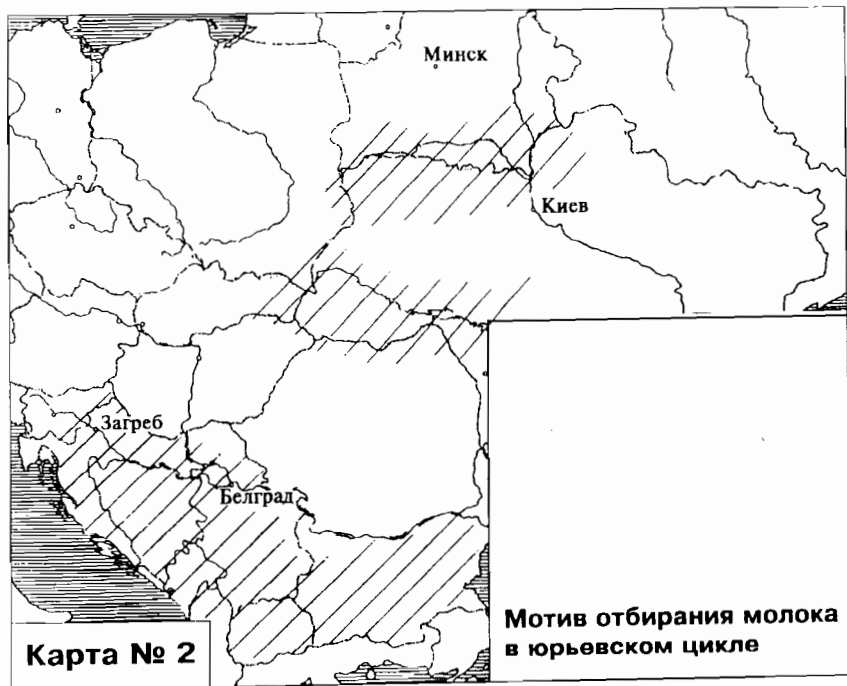 Минск
Киев
Загреб
Белград
Карта № 2
Мотив отбирания молока
в юрьевском цикле